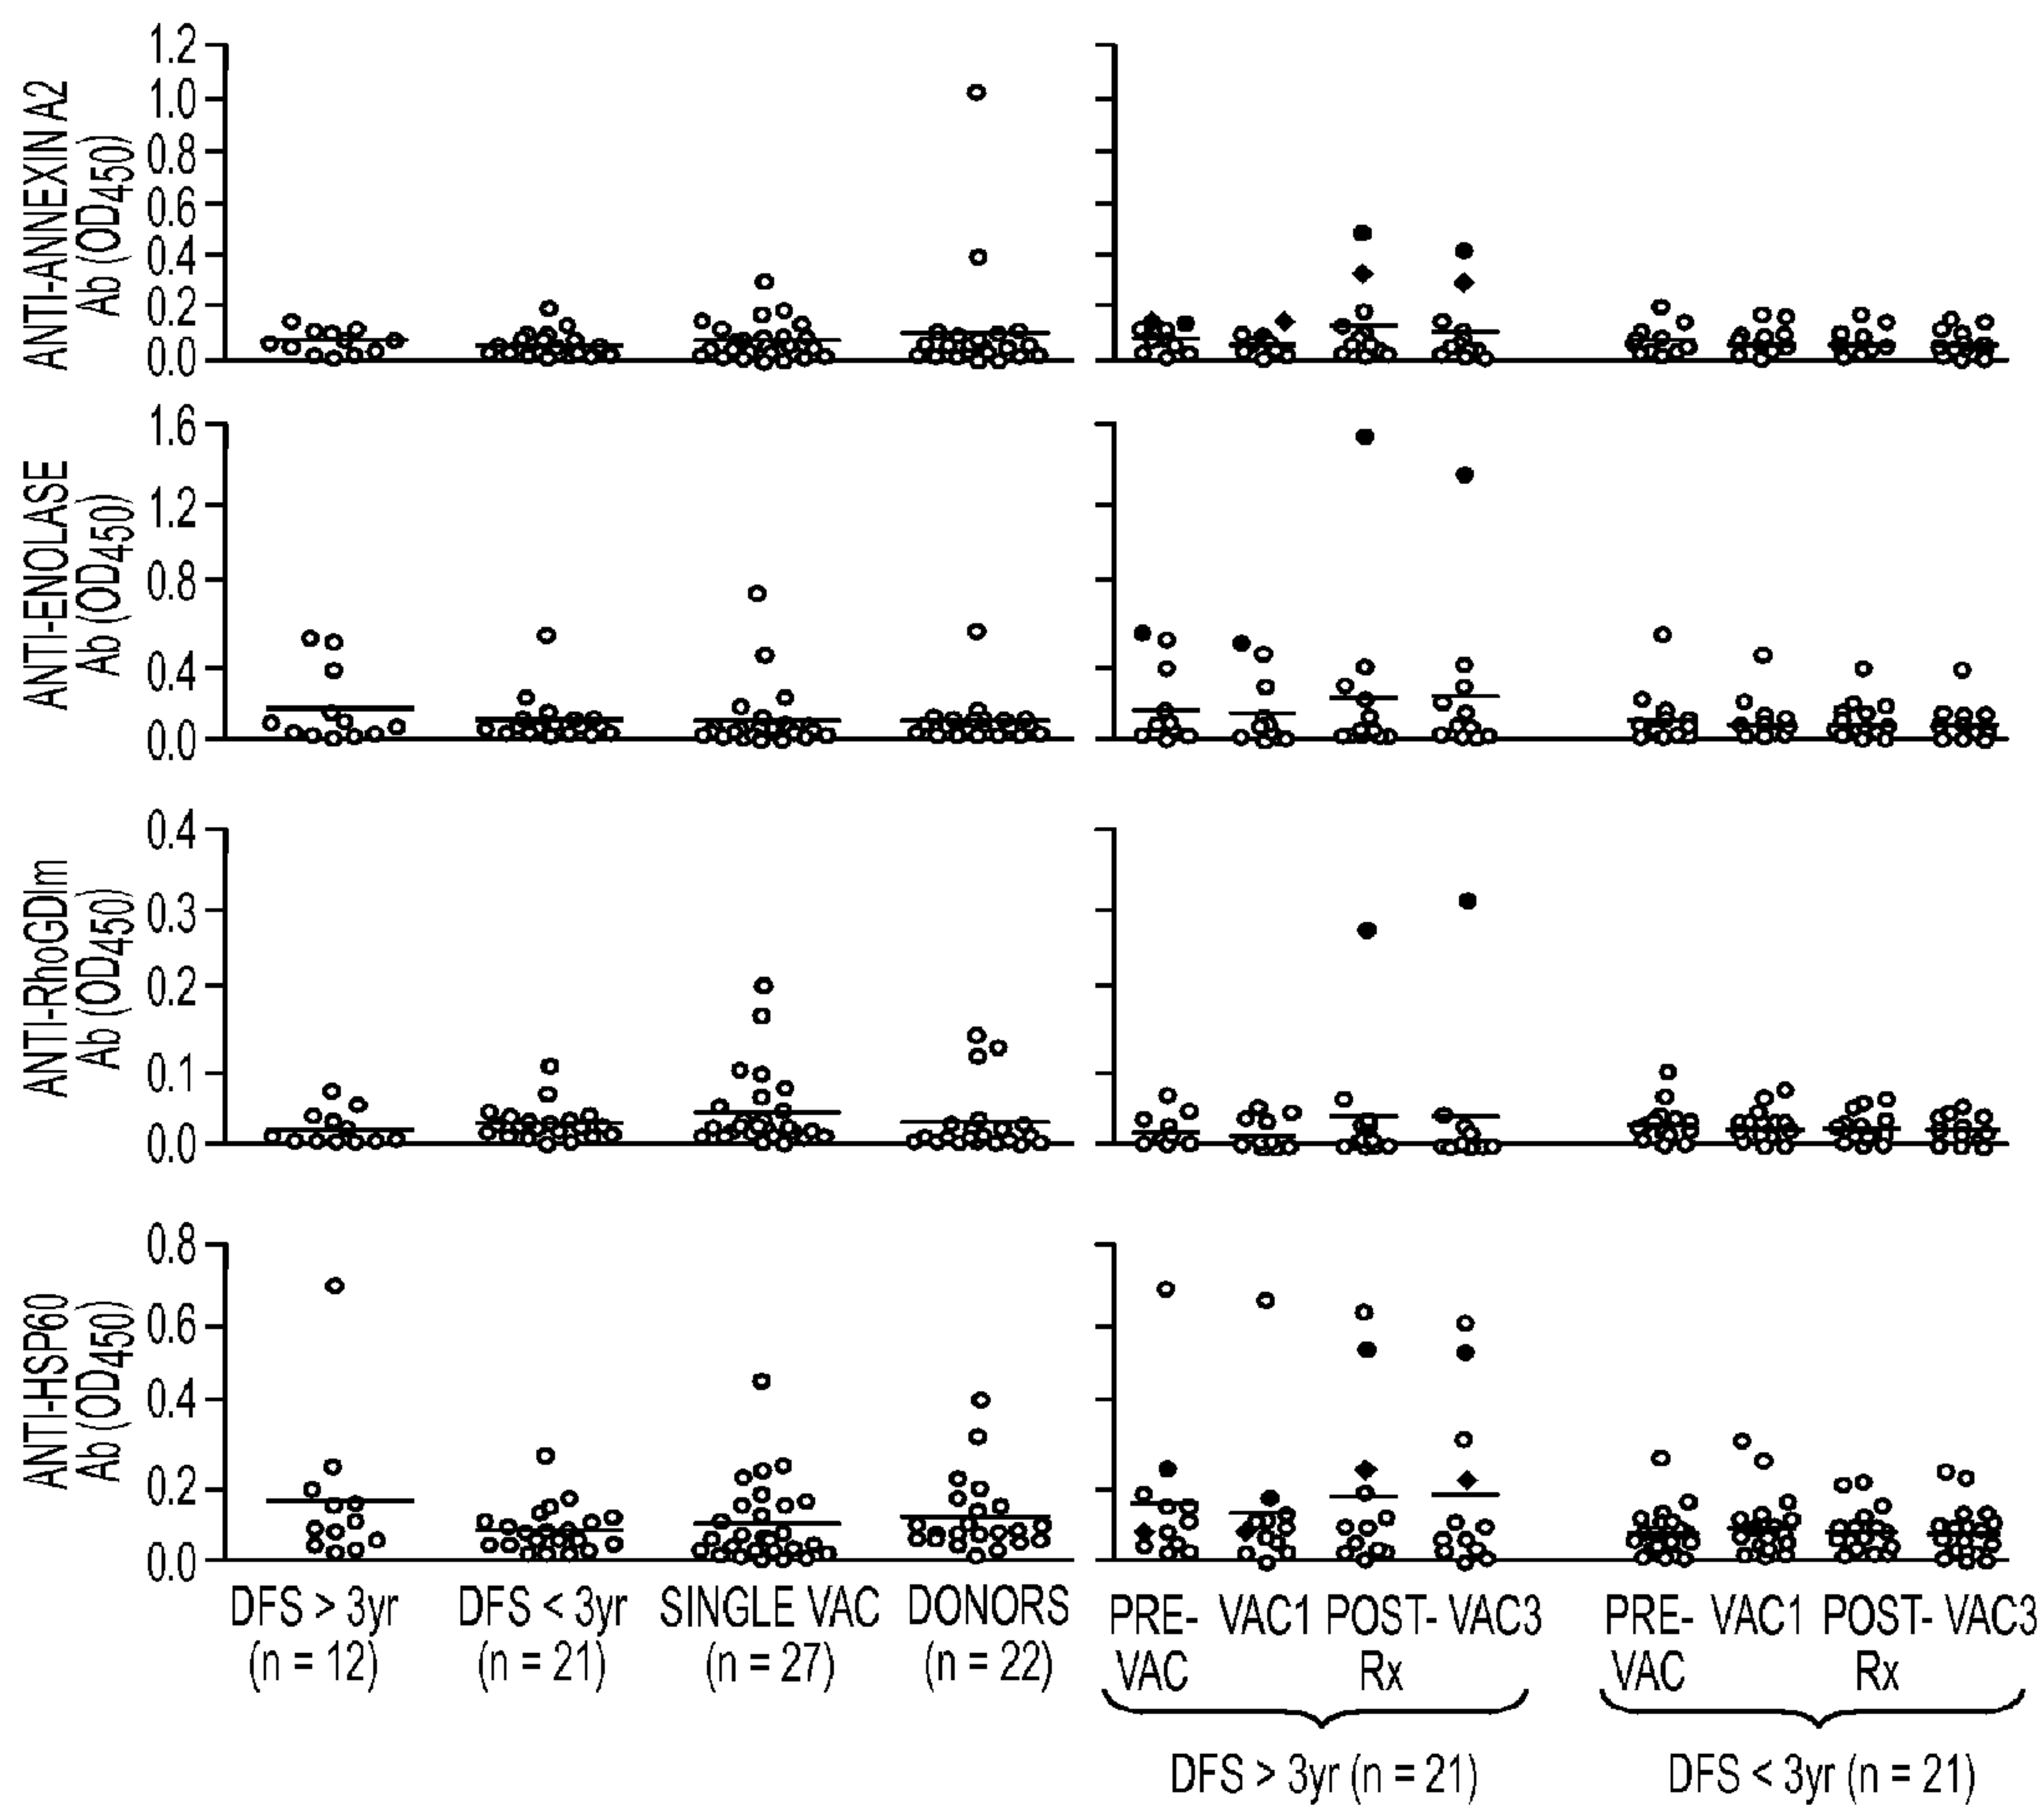 ANTI-ANNEXIN A2
Ab (OD450)
1.2
1.0
0.8
0.6
0.4
0.2
0.0
ANTI-ENOLASE
Ab (OD450)
1.6
1.2
0.8
0.4
0.0
ANTI-RhoGDIm
Ab (OD450)
0.4
0.3
0.2
0.1
0.0
ANTI-HSP60
Ab (OD450)
0.8
0.6
0.4
0.2
0.0
DFS > 3yr
(n = 12)
DFS < 3yr
(n = 21)
SINGLE VAC
(n = 27)
DONORS
(n = 22)
PRE-
VAC
VAC1
POST-
Rx
VAC3
DFS > 3yr (n = 21)
PRE-
VAC
VAC1
POST-
Rx
VAC3
DFS < 3yr (n = 21)